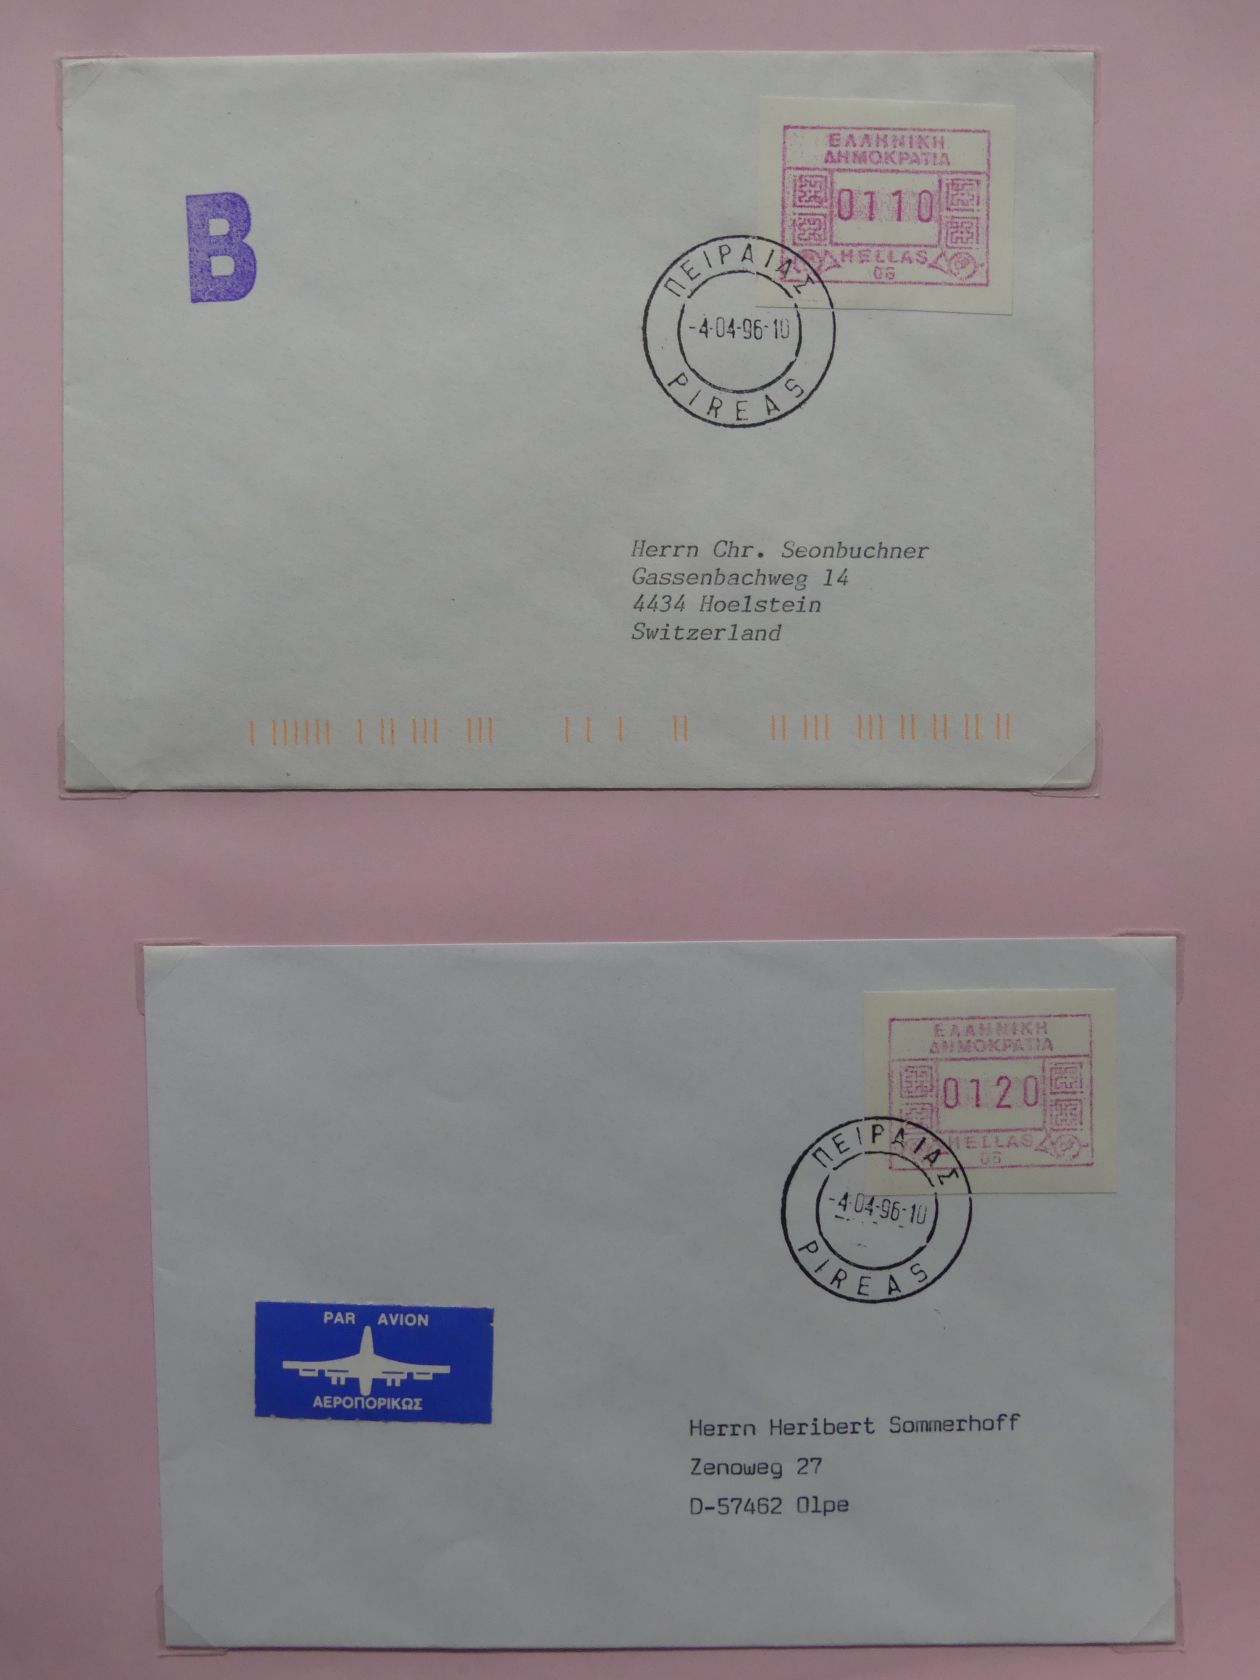 B
ΕΛΛΗΝΙΚΗ
ΔΗΜΟΚΡΑΤΙΑ
0110
HELLAS
06
ΠΕΙΡΑΙΑΣ
-4-04-96-10
PIREAS
Herrn Chr. Seonbuchner
Gassenbachweg 14
4434 Hoelstein
Switzerland
ΕΛΛΗΝΙΚΗ
ΔΗΜΟΚΡΑΤΙΑ
0120
HELLAS
06
ΠΕΙΡΑΙΑΣ
-4-04-96-10
PIREAS
PAR AVION
ΑΕΡΟΠΟΡΙΚΩΣ
Herrn Heribert Sommerhoff
Zenoweg 27
D-57462 Olpe